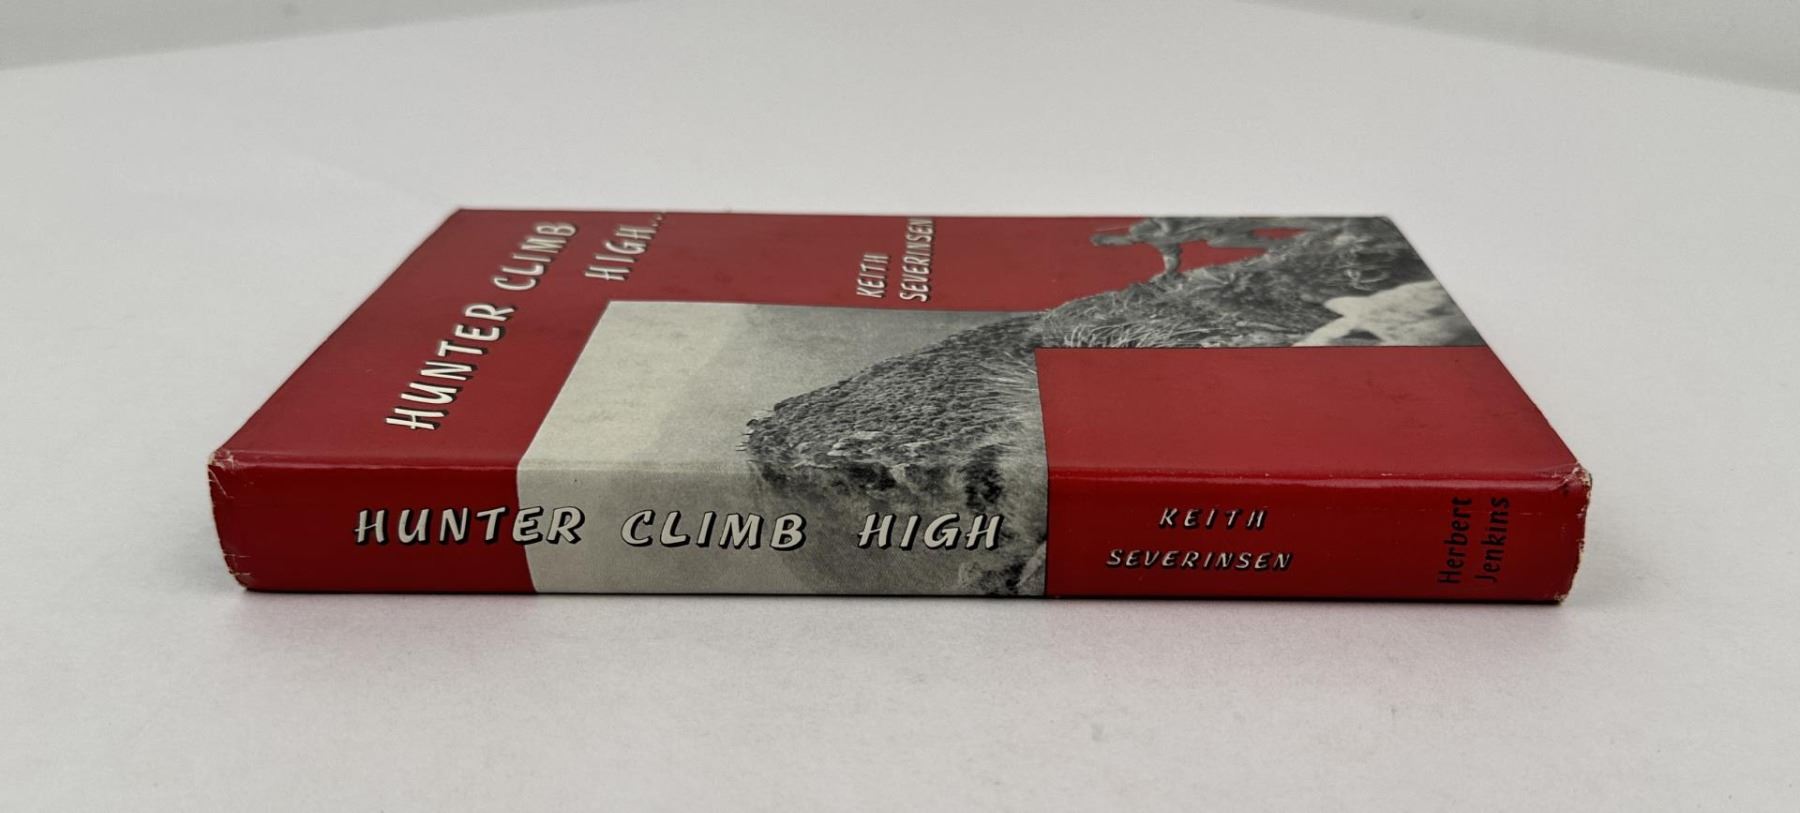 HUNTER CLIMB
HIGH...
KEITH
SEVERINSEN
HUNTER CLIMB HIGH
KEITH
SEVERINSEN
Herbert
Jenkins